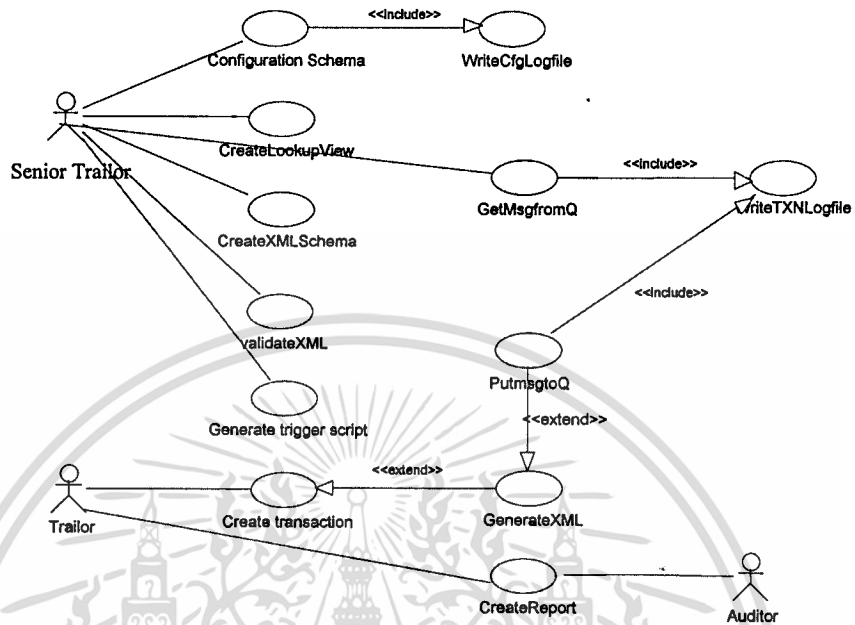 <<include>>
Configuration Schema
WriteCfgLogfile
CreateLookupView
Senior Trailor
<<include>>
GetMsgfromQ
WriteTXNLogfile
CreateXMLSchema
<<include>>
validateXML
PutmsgtoQ
Generate trigger script
<<extend>>
<<extend>>
Trailor
Create transaction
GenerateXML
CreateReport
Auditor